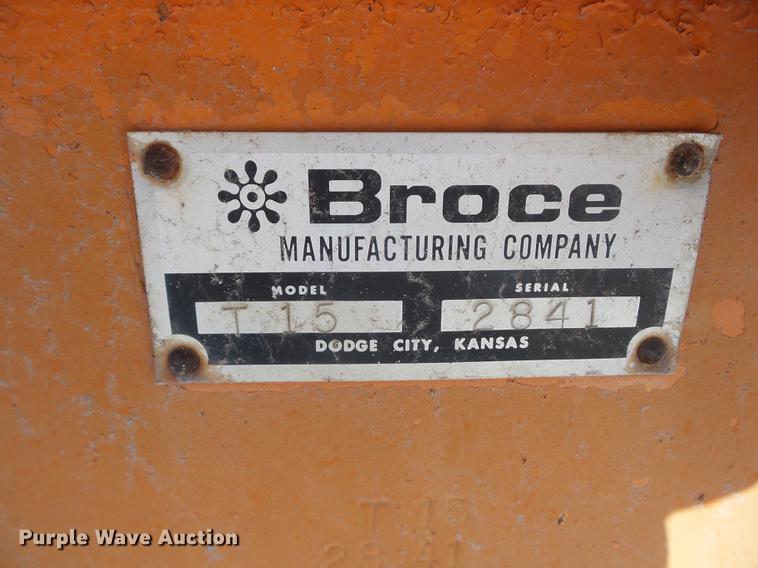 Broce
MANUFACTURING COMPANY
MODEL SERIAL
T 15 2841
DODGE CITY, KANSAS
T 15
2841
Purple Wave Auction